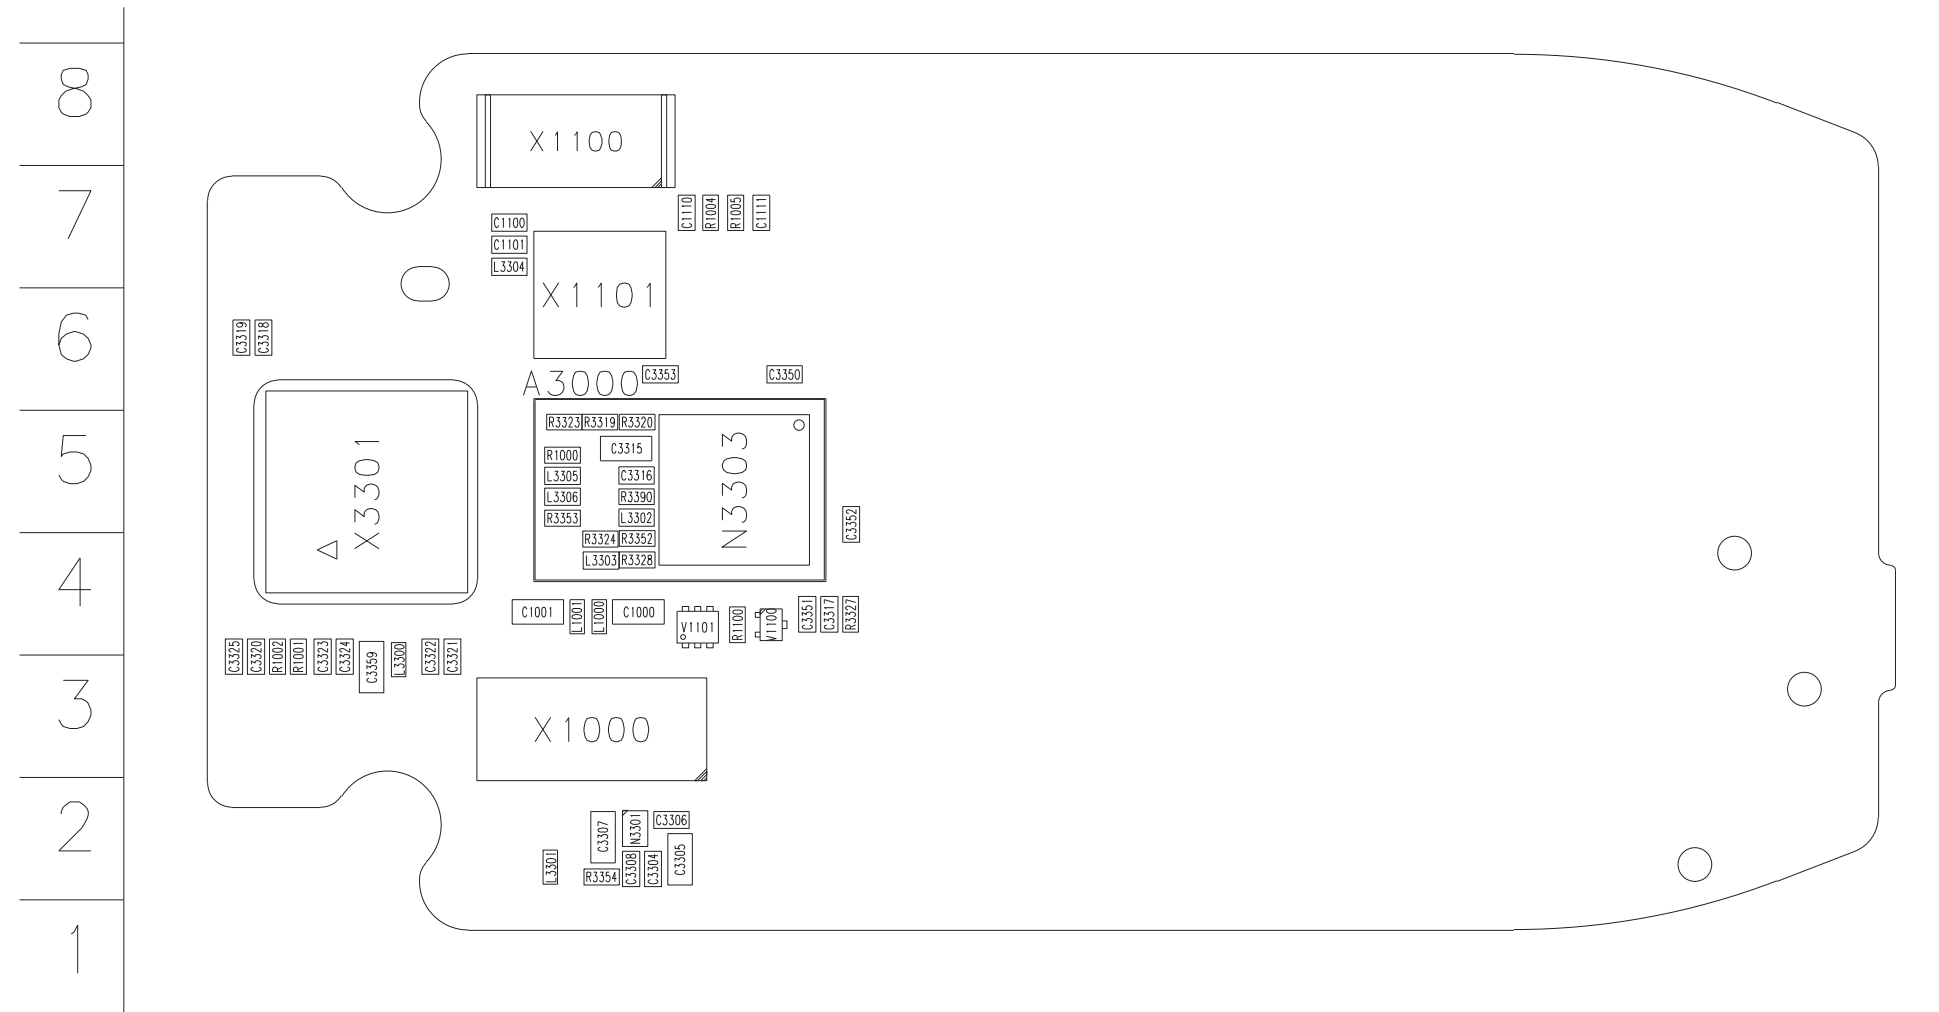 8
X1100
7
C1110 R1004 R1005 C1111
C1100
C1101
L3304
X1101
6
C3319 C3318
A3000 C3353 C3350
R3323 R3319 R3320
C3315
R1000
5
X3301
N3303
L3305 C3316
L3306 R3390
R3353 L3302
C3352
R3324 R3352
L3303 R3328
4
C1001 L1001 L1000 C1000 V1101 R1100 V1100 C3351 C3317 R3327
C3325 C3320 R1002 R1001 C3323 C3324 C3359 L3300 C3322 C3321
3
X1000
2
C3307 N3301 C3306
L3301 R3354 C3308 C3304 C3305
1